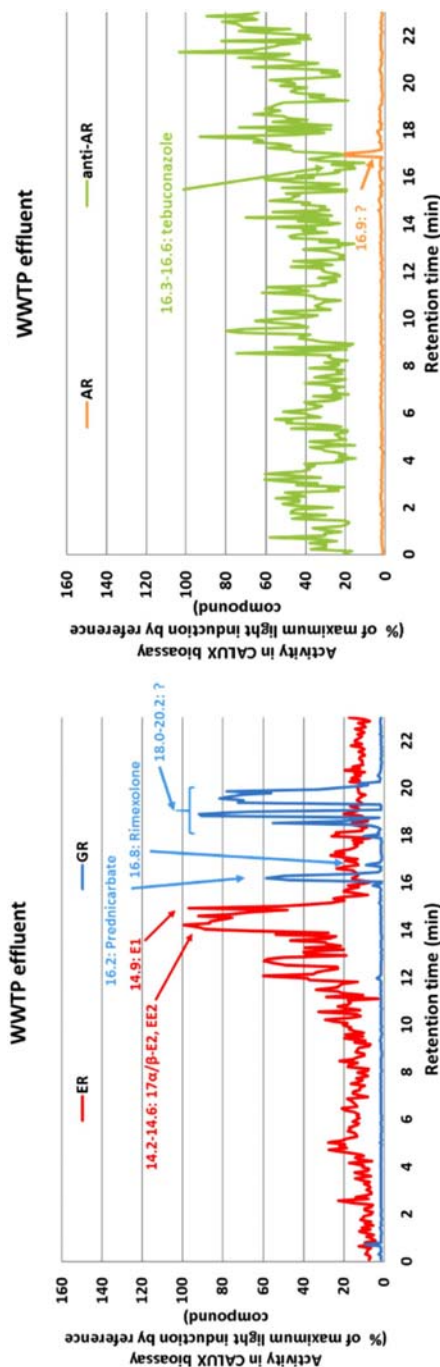 WWTP effluent
ER
GR
Activity in CALUX bioassay
(% of maximum light induction by reference
compound)
160
140
120
100
80
60
40
20
0
14.2-14.6: 17α/β-E2, EE2
14.9: E1
16.2: Prednicarbate
16.8: Rimexolone
18.0-20.2: ?
0
2
4
6
8
10
12
14
16
18
20
22
Retention time (min)
WWTP effluent
AR
anti-AR
Activity in CALUX bioassay
(% of maximum light induction by reference
compound)
160
140
120
100
80
60
40
20
0
16.3-16.6: tebuconazole
16.9: ?
0
2
4
6
8
10
12
14
16
18
20
22
Retention time (min)